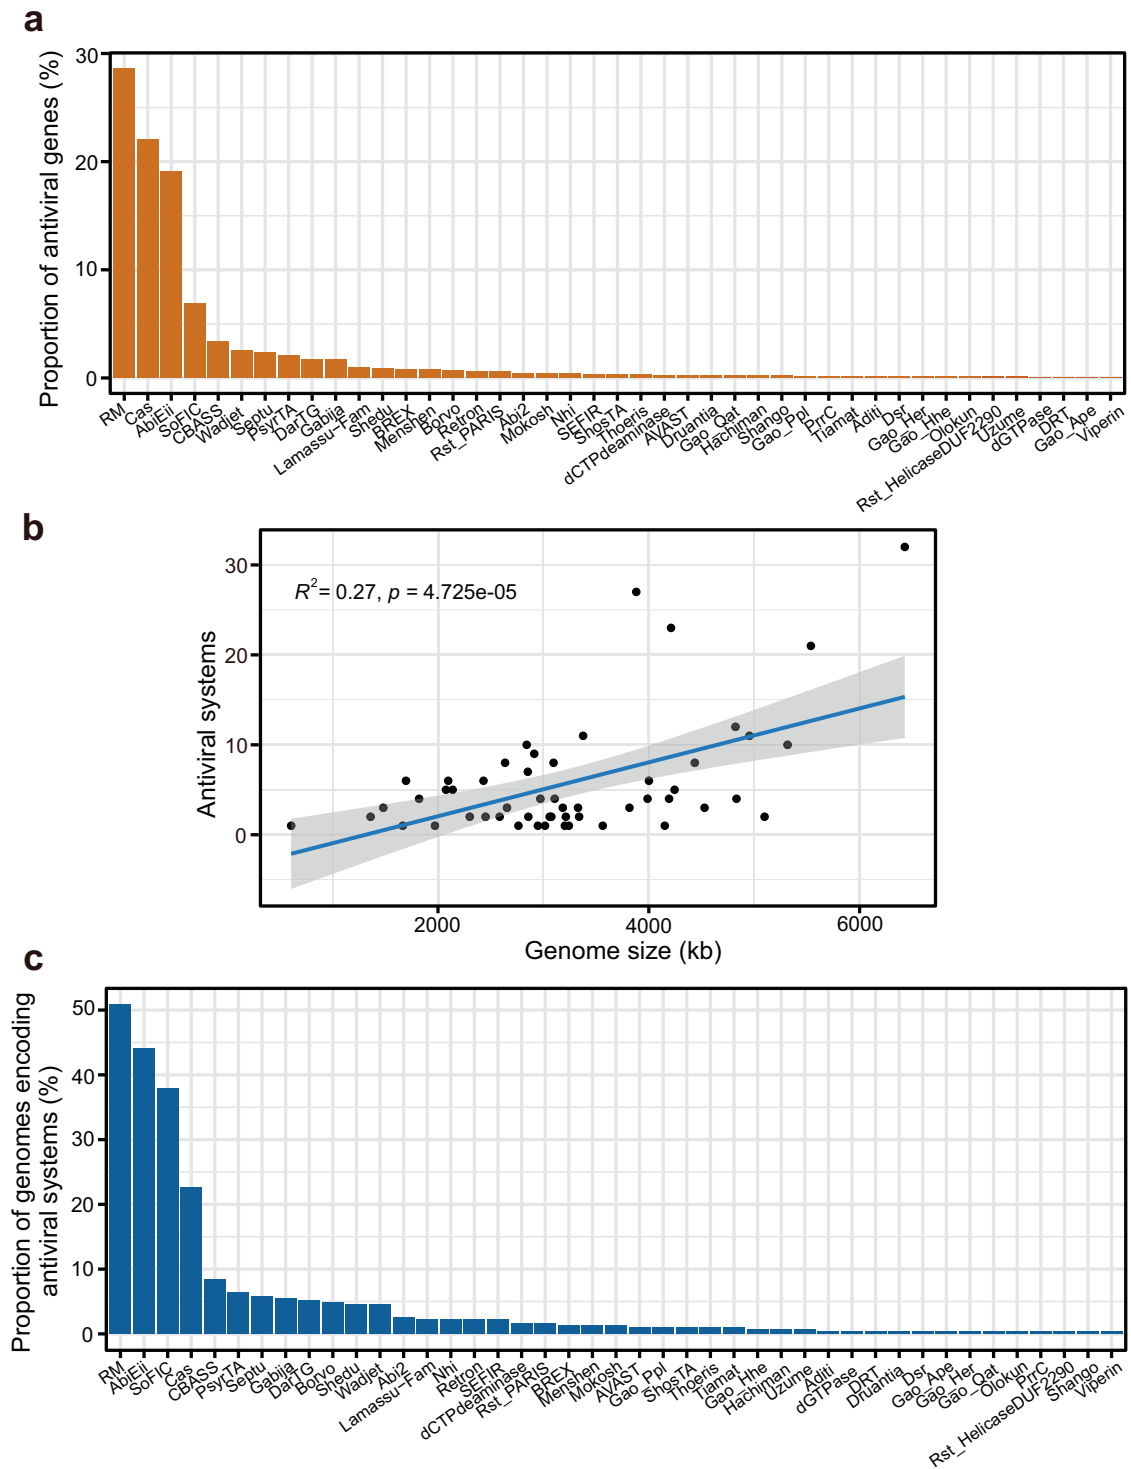 a
Proportion of antiviral genes (%)
30
20
10
0
RM
Cas
AbiEii
SoFIC
CBASS
Wadjet
Septu
PsyrTA
DarTG
Gabija
Lamassu-Fam
Shedu
BREX
Menshen
Borvo
Retron
Rst_PARIS
Abi2
Mokosh
Nhi
SEFIR
ShosTA
Thoeris
dCTPdeaminase
AVAST
Druantia
Gao_Qat
Hachiman
Shango
Gao_Ppl
PrrC
Tiamat
Aditi
Dsr
Gao_Her
Gao_Hhe
Olokun
Rst_HelicaseDUF2290
Uzume
dGTPase
DRT
Gao_Ape
Viperin
b
Antiviral systems
30
20
10
0
R²= 0.27, p = 4.725e-05
2000
4000
6000
Genome size (kb)
c
Proportion of genomes encoding
antiviral systems (%)
50
40
30
20
10
0
RM
AbiEii
SoFIC
Cas
CBASS
PsyrTA
Septu
Gabija
DarTG
Borvo
Shedu
Wadjet
Abi2
Lamassu-Fam
Nhi
Retron
SEFIR
dCTPdeaminase
Rst_PARIS
BREX
Menshen
Mokosh
AVAST
Gao_Ppl
ShosTA
Thoeris
Tiamat
Gao_Hhe
Hachiman
Uzume
Aditi
dGTPase
DRT
Druantia
Dsr
Gao_Ape
Gao_Her
Gao_Qat
Olokun
PrrC
Rst_HelicaseDUF2290
Shango
Viperin